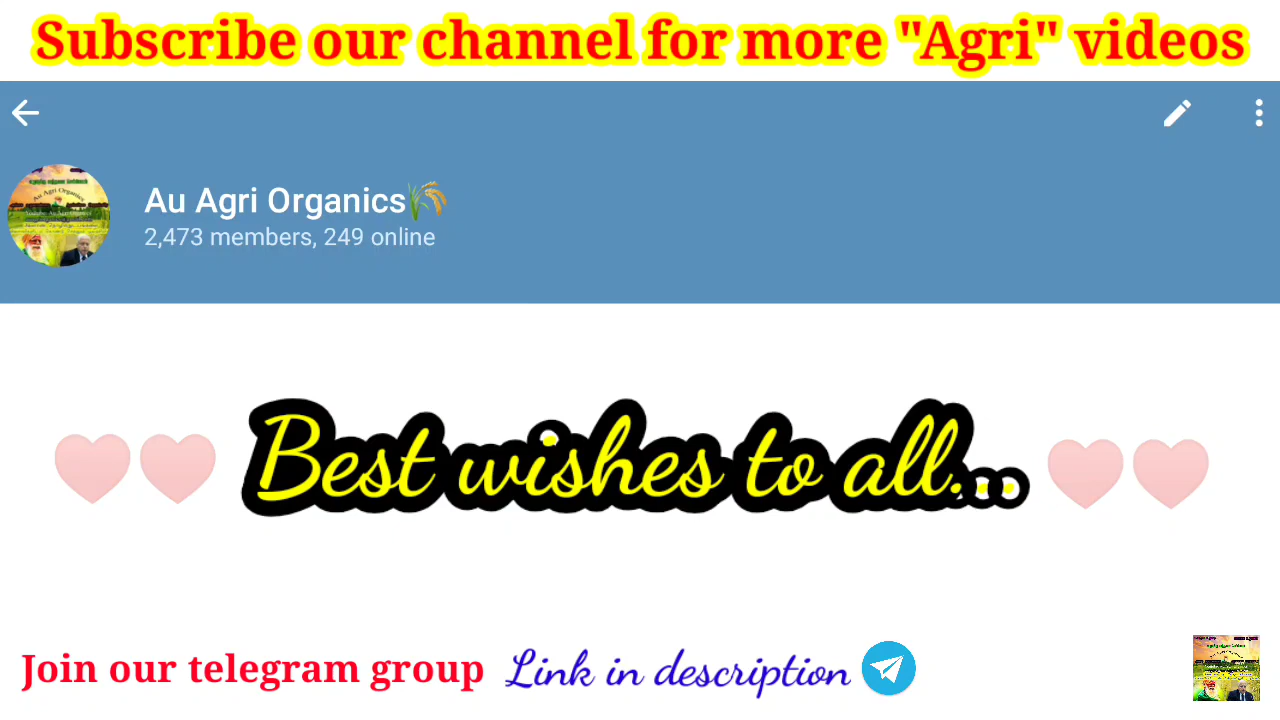 Subscribe our channel for more "Agri" videos
Au Agri Organics🌾
2,473 members, 249 online
Best wishes to all...
Join our telegram group Link in description